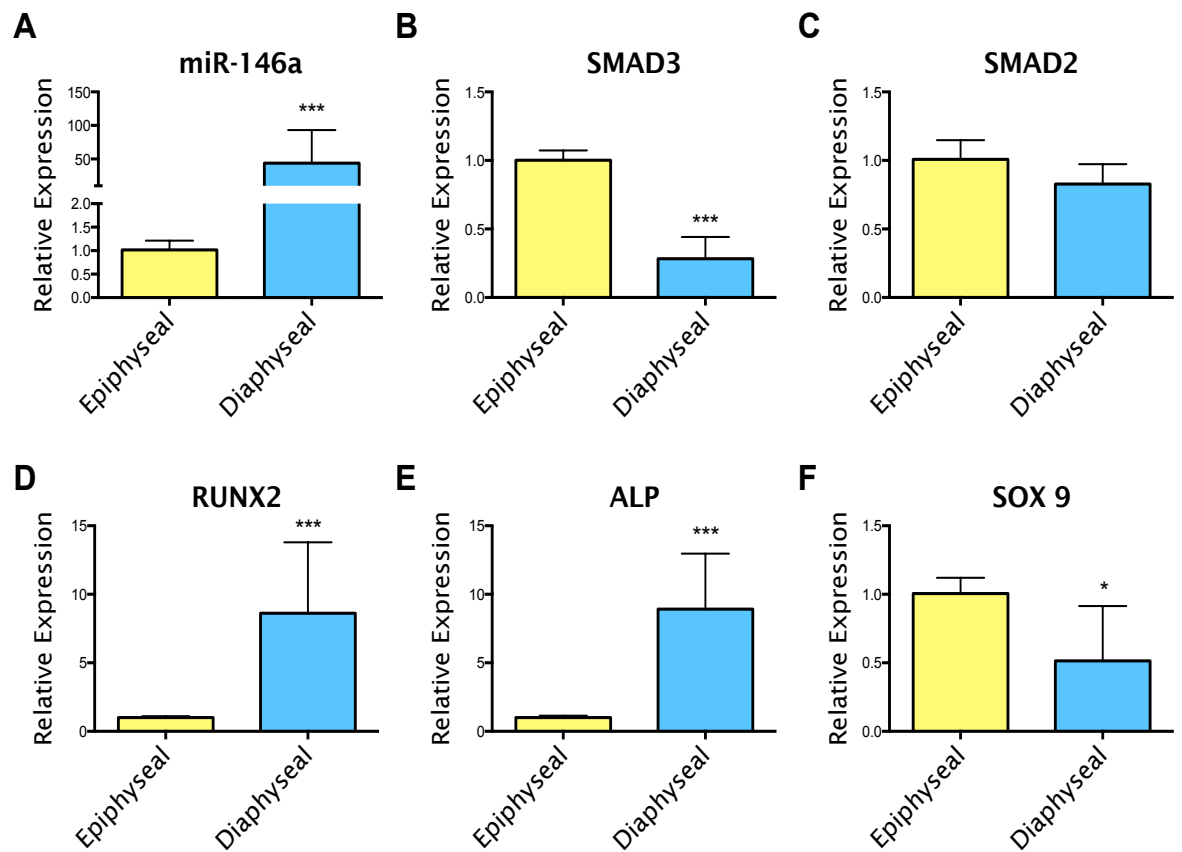 A
miR-146a
Relative Expression
150
100
50
2.0
1.5
1.0
0.5
0.0
***
Epiphyseal
Diaphyseal
B
SMAD3
Relative Expression
1.5
1.0
0.5
0.0
***
Epiphyseal
Diaphyseal
C
SMAD2
Relative Expression
1.5
1.0
0.5
0.0
Epiphyseal
Diaphyseal
D
RUNX2
Relative Expression
15
10
5
0
***
Epiphyseal
Diaphyseal
E
ALP
Relative Expression
15
10
5
0
***
Epiphyseal
Diaphyseal
F
SOX 9
Relative Expression
1.5
1.0
0.5
0.0
*
Epiphyseal
Diaphyseal